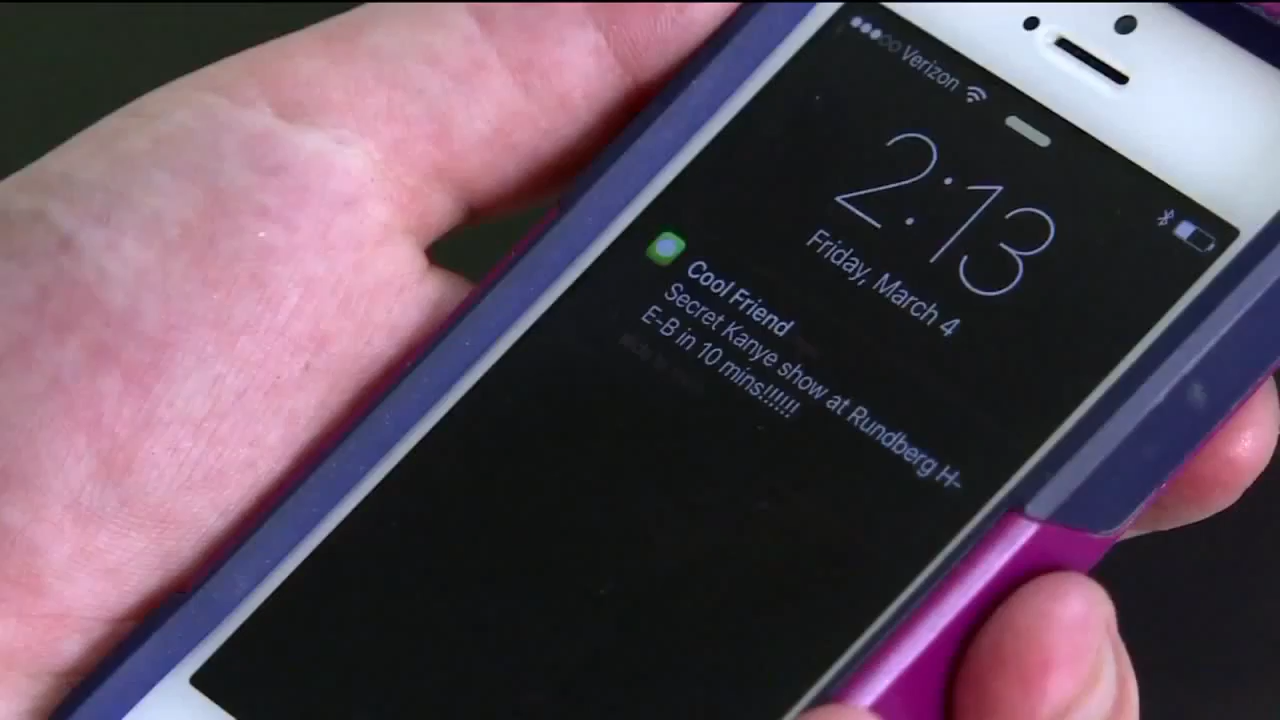 Verizon
2:13
Friday, March 4
Cool Friend
Secret Kanye show at Rundberg H-
E-B in 10 mins!!!!!!